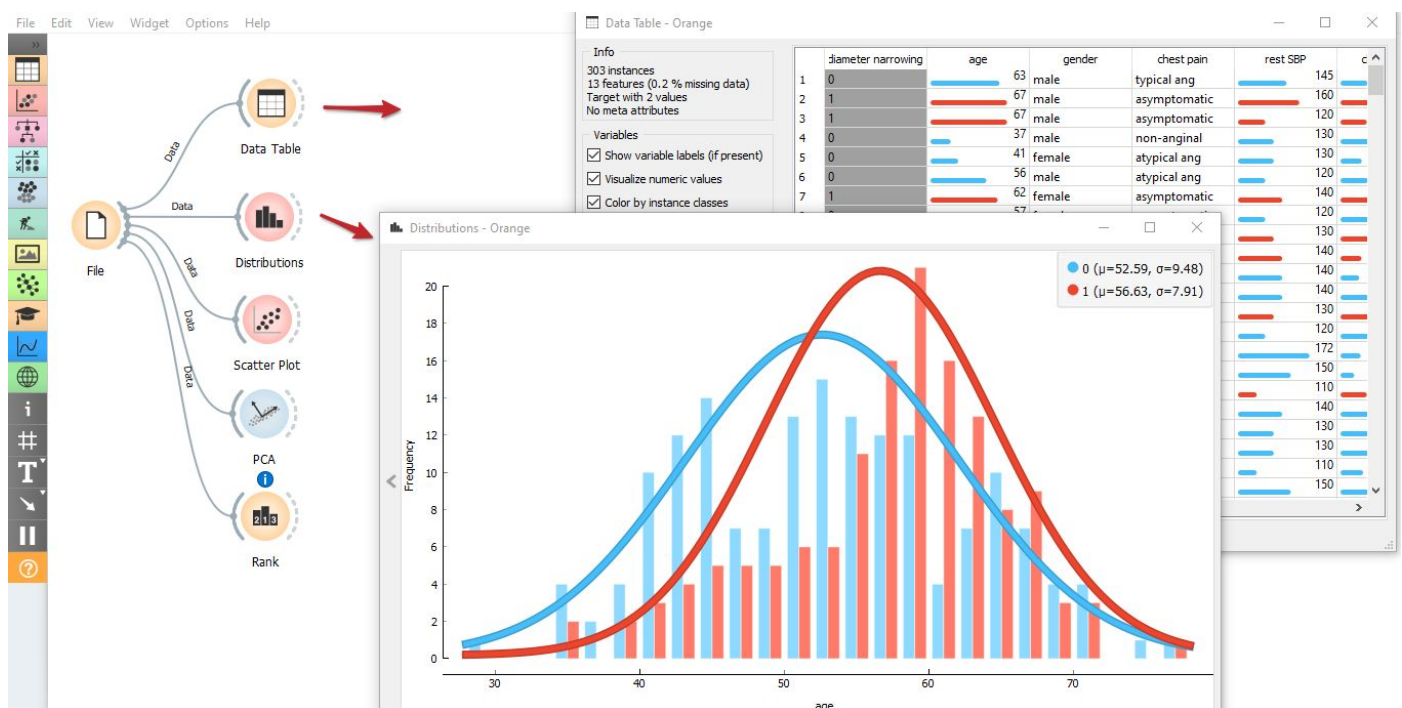 File Edit View Widget Options Help
Data
Data Table
File
Data
Distributions
Data
Scatter Plot
Data
PCA
Data
Rank
213
Data Table - Orange
Info
303 instances
13 features (0.2 % missing data)
Target with 2 values
No meta attributes
Variables
Show variable labels (if present)
Visualize numeric values
Color by instance classes
diameter narrowing age gender chest pain rest SBP
1 0 63 male typical ang 145
2 1 67 male asymptomatic 160
3 1 67 male asymptomatic 120
4 0 37 male non-anginal 130
5 0 41 female atypical ang 130
6 0 56 male atypical ang 120
7 1 62 female asymptomatic 140
57 120
130
140
140
140
130
120
172
150
110
140
130
130
110
150
Distributions - Orange
0 (μ=52.59, σ=9.48)
1 (μ=56.63, σ=7.91)
Frequency
20
18
16
14
12
10
8
6
4
2
0
30 40 50 60 70
age